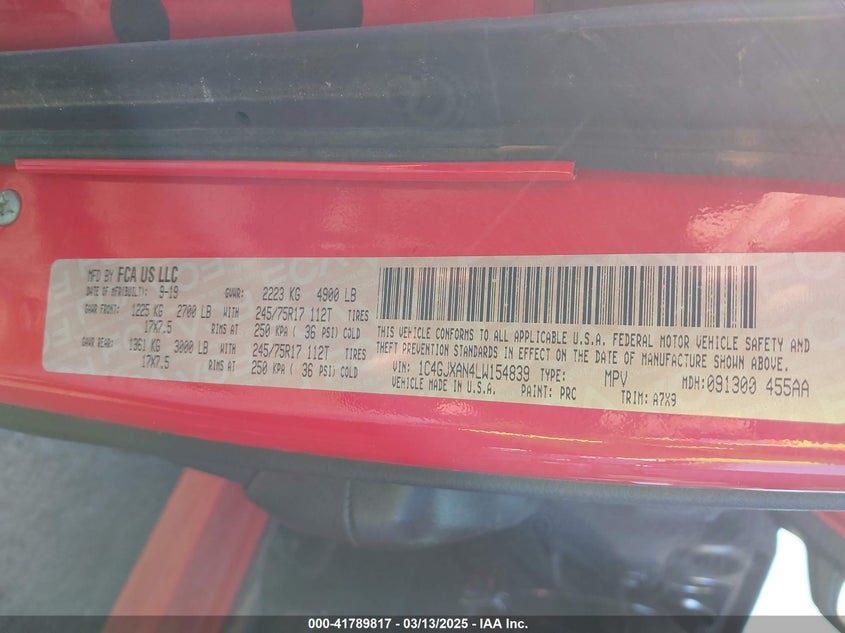 MFD BY FCA US LLC
DATE OF MFR(BUILT): 9-19 GVWR: 2223 KG 4900 LB
GAWR FRONT: 1225 KG 2700 LB WITH 245/75R17 112T TIRES
17X7.5 RIMS AT 250 KPA ( 36 PSI) COLD
GAWR REAR: 1361 KG 3000 LB WITH 245/75R17 112T TIRES
17X7.5 RIMS AT 250 KPA ( 36 PSI) COLD
THIS VEHICLE CONFORMS TO ALL APPLICABLE U.S.A. FEDERAL MOTOR VEHICLE SAFETY AND
THEFT PREVENTION STANDARDS IN EFFECT ON THE DATE OF MANUFACTURE SHOWN ABOVE.
VIN: 1C4GJXAN4LW154839 TYPE: MPV MDH:091300 455AA
VEHICLE MADE IN U.S.A. PAINT: PRC TRIM: A7X9
000-41789817 - 03/13/2025 - IAA Inc.